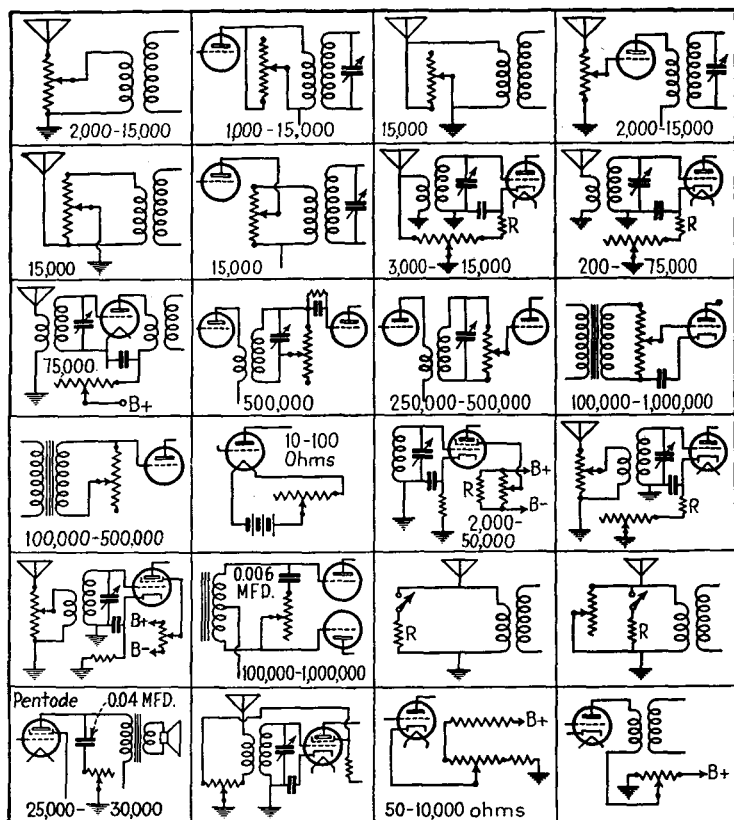 2,000-15,000
1,000-15,000
15,000
2,000-15,000
15,000
15,000
R
3,000-15,000
R
200-75,000
75,000
B+
500,000
250,000-500,000
100,000-1,000,000
100,000-500,000
10-100
Ohms
R
B+
B-
2,000-
50,000
R
B+
B-
0.006
MFD.
100,000-1,000,000
R
R
Pentode
0.04 MFD.
25,000-30,000
B+
50-10,000 ohms
B+